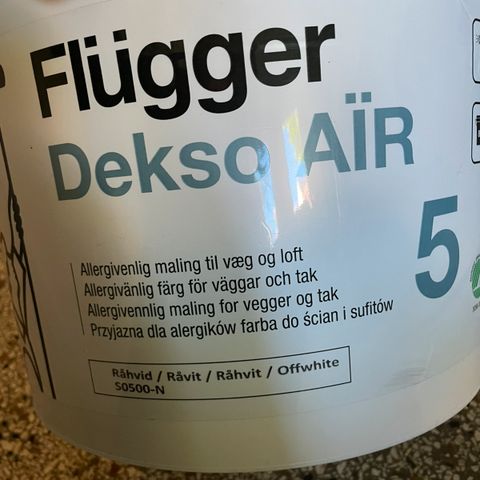 Flügger
Dekso AÏR
5
Allergivenlig maling til væg og loft
Allergivänlig färg för väggar och tak
Allergivennlig maling for vegger og tak
Przyjazna dla alergików farba do ścian i sufitów
Råhvid / Råvit / Råhvit / Offwhite
S0500-N